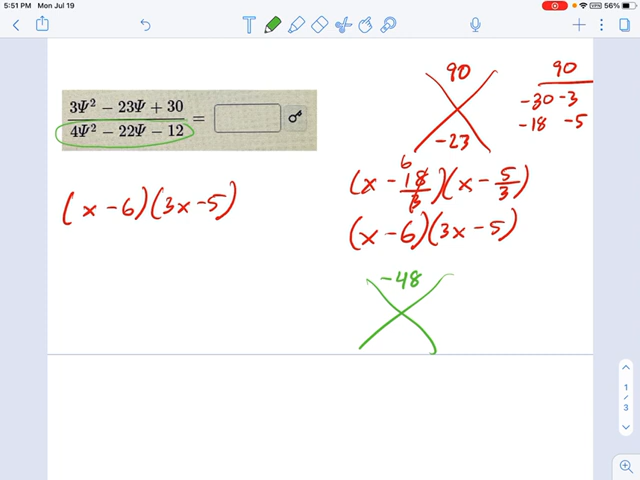 5:51 PM Mon Jul 19
56%
T
3Ψ² − 23Ψ + 30
4Ψ² − 22Ψ − 12
=
90
-23
90
-30 -3
-18 -5
6
(x - 18/3)(x - 5/3)
(x - 6)(3x - 5)
(x - 6)(3x - 5)
-48
1
/
3